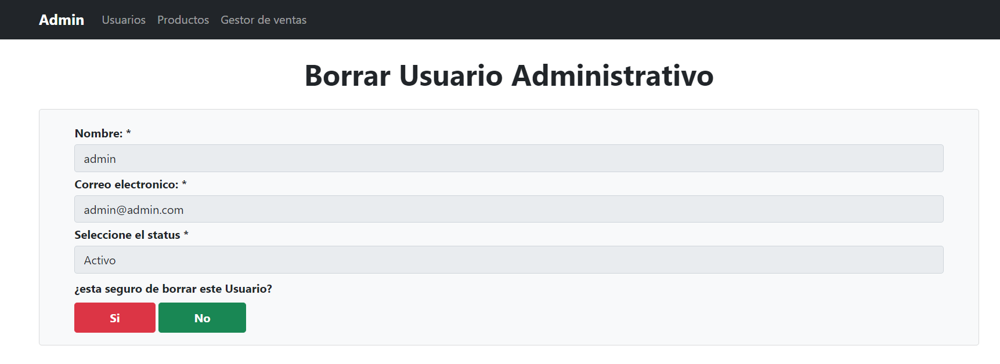 Admin Usuarios Productos Gestor de ventas
Borrar Usuario Administrativo
Nombre: *
admin
Correo electronico: *
admin@admin.com
Seleccione el status *
Activo
¿esta seguro de borrar este Usuario?
Si No